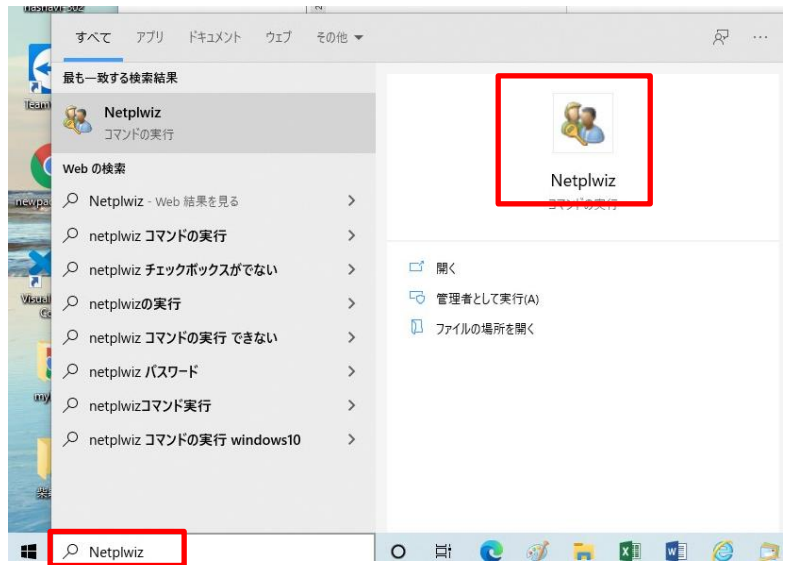 すべて アプリ ドキュメント ウェブ その他
最も一致する検索結果
Netplwiz
コマンドの実行
Web の検索
Netplwiz - Web 結果を見る
netplwiz コマンドの実行
netplwiz チェックボックスがでない
netplwizの実行
netplwiz コマンドの実行 できない
netplwiz パスワード
netplwizコマンド実行
netplwiz コマンドの実行 windows10
Netplwiz
コマンドの実行
開く
管理者として実行(A)
ファイルの場所を開く
Netplwiz